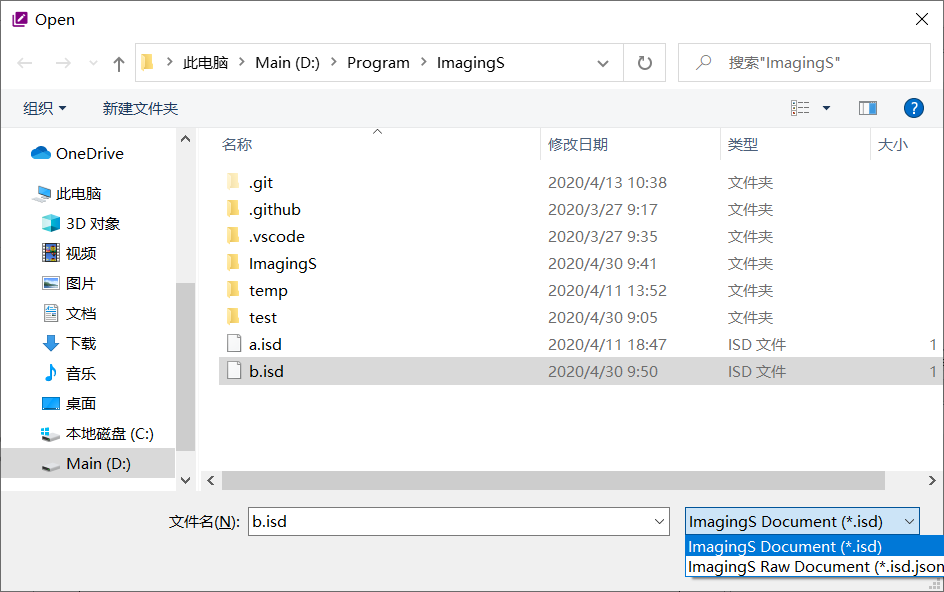 Open
此电脑 Main (D:) Program ImagingS
搜索"ImagingS"
组织 新建文件夹
?
名称 修改日期 类型 大小
OneDrive
此电脑
3D 对象
视频
图片
文档
下载
音乐
桌面
本地磁盘 (C:)
Main (D:)
.git 2020/4/13 10:38 文件夹
.github 2020/3/27 9:17 文件夹
.vscode 2020/3/27 9:35 文件夹
ImagingS 2020/4/30 9:41 文件夹
temp 2020/4/11 13:52 文件夹
test 2020/4/30 9:05 文件夹
a.isd 2020/4/11 18:47 ISD 文件 1
b.isd 2020/4/30 9:50 ISD 文件 1
文件名(N): b.isd
ImagingS Document (*.isd)
ImagingS Document (*.isd)
ImagingS Raw Document (*.isd.json